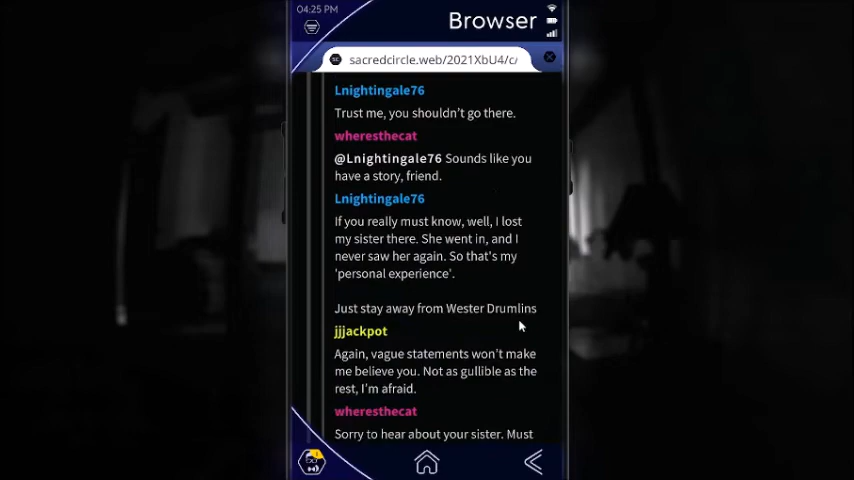 04:25 PM
Browser
sacredcircle.web/2021XbU4/c/
Lnightingale76
Trust me, you shouldn't go there.
wheresthecat
@Lnightingale76 Sounds like you
have a story, friend.
Lnightingale76
If you really must know, well, I lost
my sister there. She went in, and I
never saw her again. So that's my
'personal experience'.
Just stay away from Wester Drumlins
jjjackpot
Again, vague statements won't make
me believe you. Not as gullible as the
rest, I'm afraid.
wheresthecat
Sorry to hear about your sister. Must